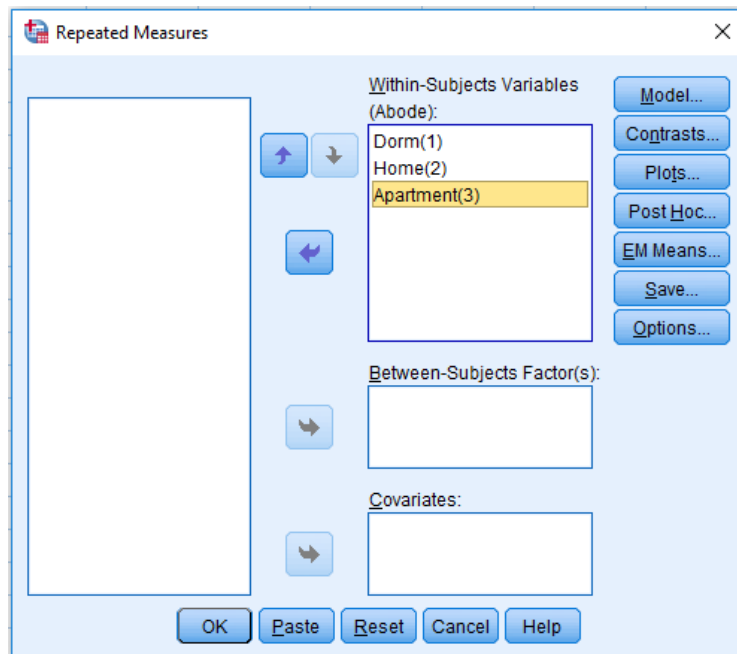 Repeated Measures
Within-Subjects Variables
(Abode):
Dorm(1)
Home(2)
Apartment(3)
Model...
Contrasts...
Plots...
Post Hoc...
EM Means...
Save...
Options...
Between-Subjects Factor(s):
Covariates:
OK Paste Reset Cancel Help